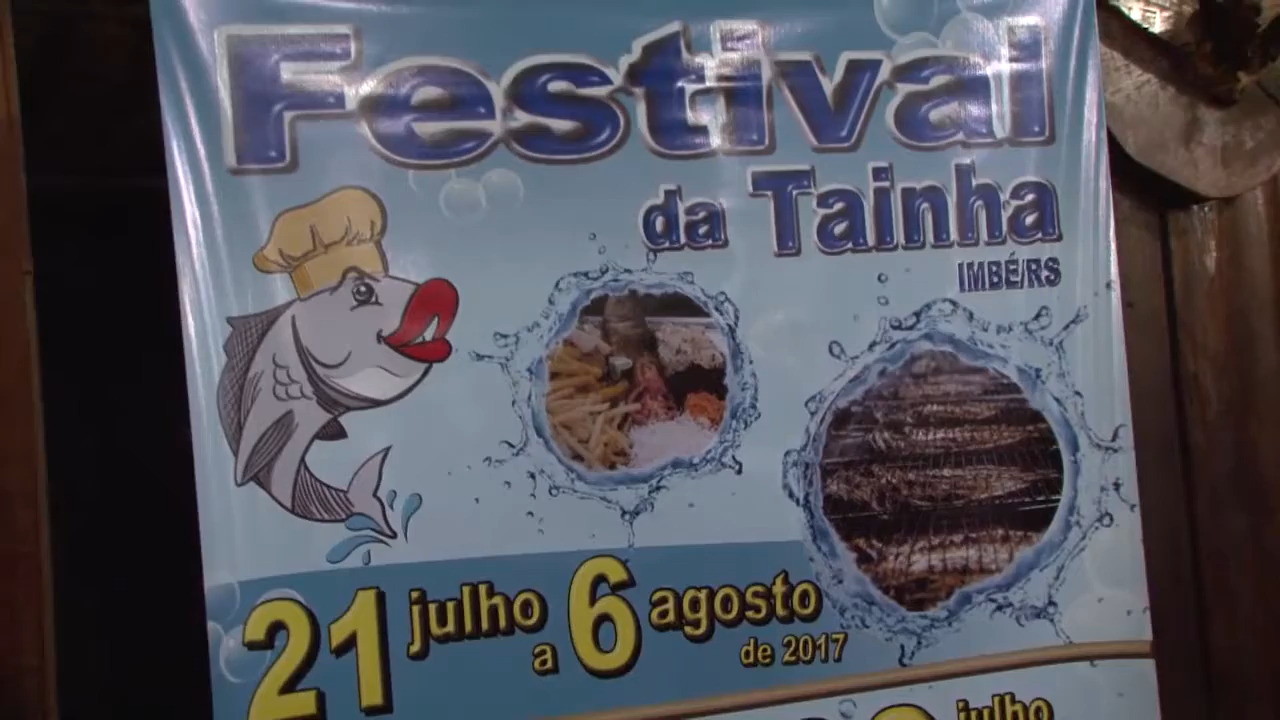 Festival
da Tainha
IMBÉ/RS
21 julho a 6 agosto
de 2017
julho